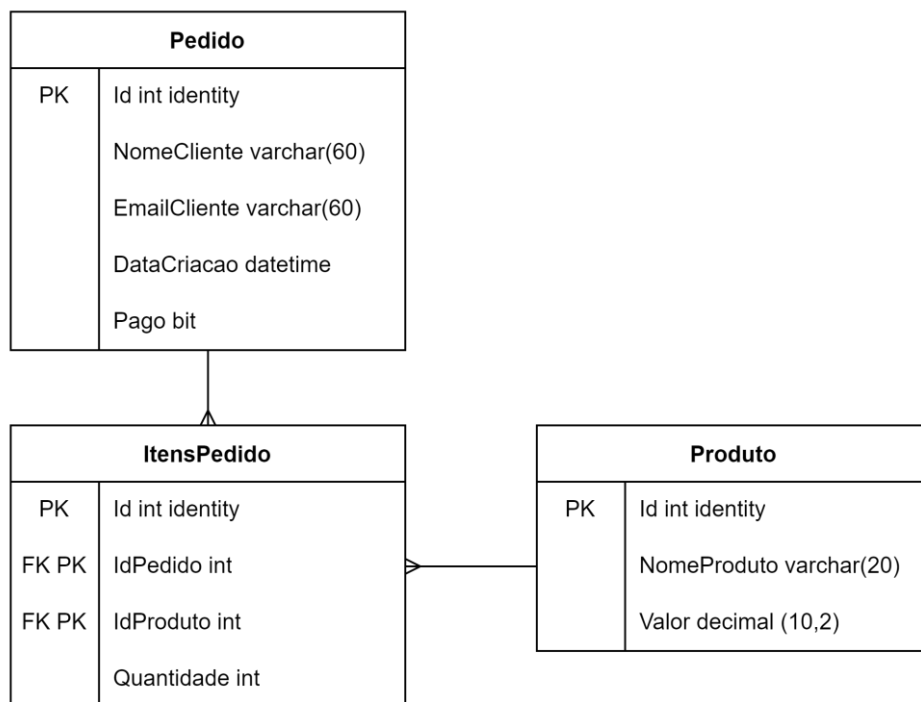 Pedido
PK Id int identity
NomeCliente varchar(60)
EmailCliente varchar(60)
DataCriacao datetime
Pago bit
ItensPedido
PK Id int identity
FK PK IdPedido int
FK PK IdProduto int
Quantidade int
Produto
PK Id int identity
NomeProduto varchar(20)
Valor decimal (10,2)